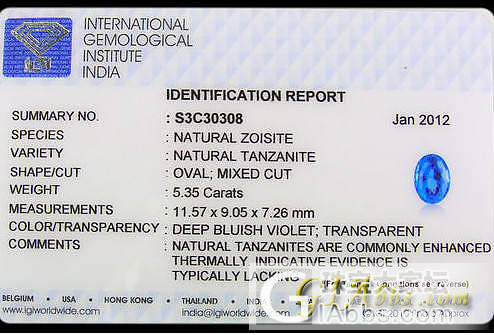 INTERNATIONAL
GEMOLOGICAL
INSTITUTE
INDIA
IGI
IDENTIFICATION REPORT
SUMMARY NO. : S3C30308
Jan 2012
SPECIES : NATURAL ZOISITE
VARIETY : NATURAL TANZANITE
SHAPE/CUT : OVAL; MIXED CUT
WEIGHT : 5.35 Carats
MEASUREMENTS : 11.57 x 9.05 x 7.26 mm
COLOR/TRANSPARENCY : DEEP BLUISH VIOLET; TRANSPARENT
COMMENTS : NATURAL TANZANITES ARE COMMONLY ENHANCED
THERMALLY. INDICATIVE EVIDENCE IS
TYPICALLY LACKING.
reverse)
BELGIUM USA HONG KONG THAILAND INDIA
www.igiworldwide.com india@igiworldwide.com